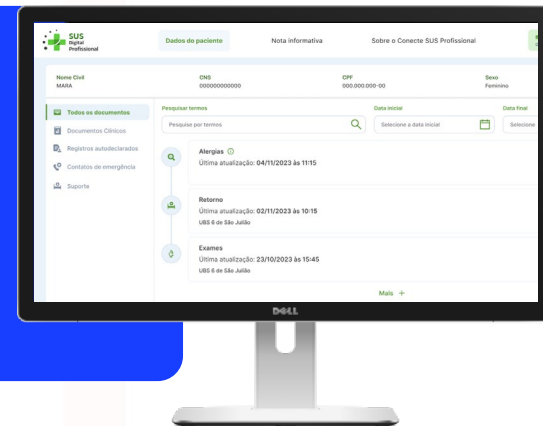 SUS
Digital
Profissional
Dados do paciente
Nota informativa
Sobre o Conecte SUS Profissional
Nome Civil
MARA
CNS
000000000000
CPF
000.000.000-00
Sexo
Feminino
Todos os documentos
Documentos Clínicos
Registros autodeclarados
Contatos de emergência
Suporte
Pesquisar termos
Pesquise por termos
Data inicial
Selecione a data inicial
Data final
Selecione
Alergias
Última atualização: 04/11/2023 às 11:15
Retorno
Última atualização: 02/11/2023 às 10:15
UBS 6 de São Julião
Exames
Última atualização: 23/10/2023 às 15:45
UBS 6 de São Julião
Mais +
DELL